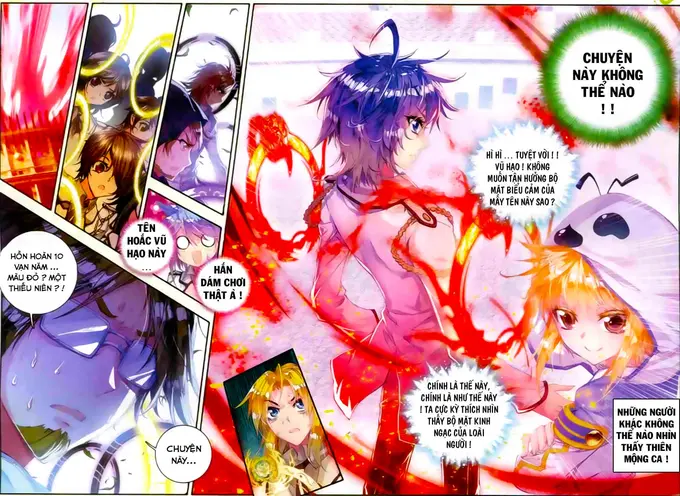 CHUYỆN
NÀY KHÔNG
THỂ NÀO
! !
HÌ HÍ ... TUYỆT VỜI ! !
VŨ HẠO ! KHÔNG
MUỐN TẬN HƯỞNG BỘ
MẶT BIỂU CẢM CỦA
MẤY TÊN NÀY SAO ?
TÊN
HOẮC VŨ
HẠO NÀY
...
HẮN
DÁM CHƠI
THẬT À !
HỒN HOÀN 10
VẠN NĂM ...
MÀU ĐỎ ? MỘT
THIẾU NIÊN ? !
CHUYỆN
NÀY...
CHÍNH LÀ THẾ NÀY,
CHÍNH LÀ NHƯ THẾ NÀY
! TA CỰC KỲ THÍCH NHÌN
THẤY BỘ MẶT KINH
NGẠC CỦA LOÀI
NGƯỜI !
NHỮNG NGƯỜI
KHÁC KHÔNG
THỂ NÀO NHÌN
THẤY THIÊN
MỘNG CA !